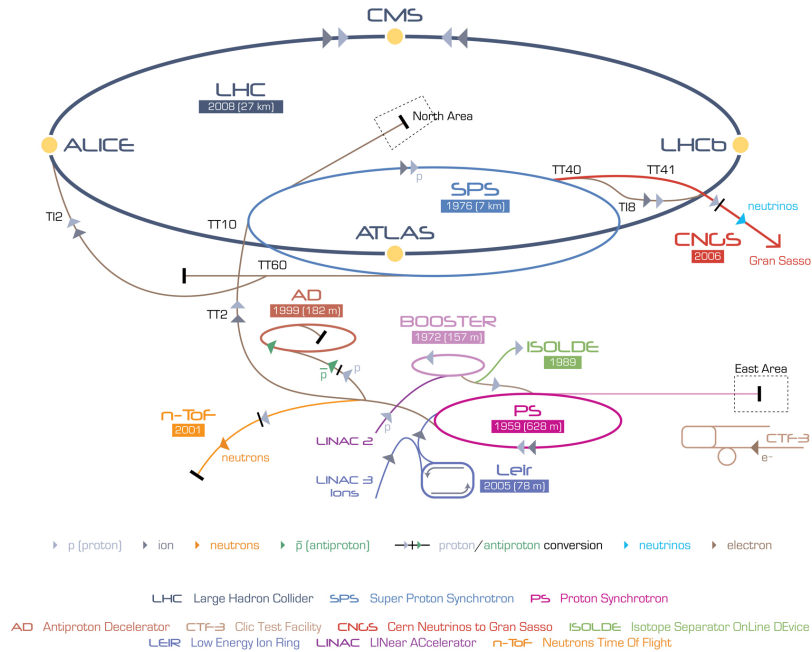 CMS
LHC
2008 (27 km)
North Area
ALICE
LHCb
TT40
TT41
SPS
1976 (7 km)
p
TI2
TI8
TT10
neutrinos
ATLAS
CNGS
2006
Gran Sasso
TT60
AD
1999 (182 m)
TT2
BOOSTER
1972 (157 m)
ISOLDE
1989
p̅
p
East Area
n-ToF
2001
PS
1959 (628 m)
LINAC 2
p
neutrons
CTF-3
e-
LINAC 3
Ions
Leir
2005 (78 m)
p (proton) ion neutrons p̅ (antiproton) proton/antiproton conversion neutrinos electron
LHC Large Hadron Collider SPS Super Proton Synchrotron PS Proton Synchrotron
AD Antiproton Decelerator CTF-3 Clic Test Facility CNGS Cern Neutrinos to Gran Sasso ISOLDE Isotope Separator OnLine DEvice
LEIR Low Energy Ion Ring LINAC LINear ACcelerator n-ToF Neutrons Time Of Flight